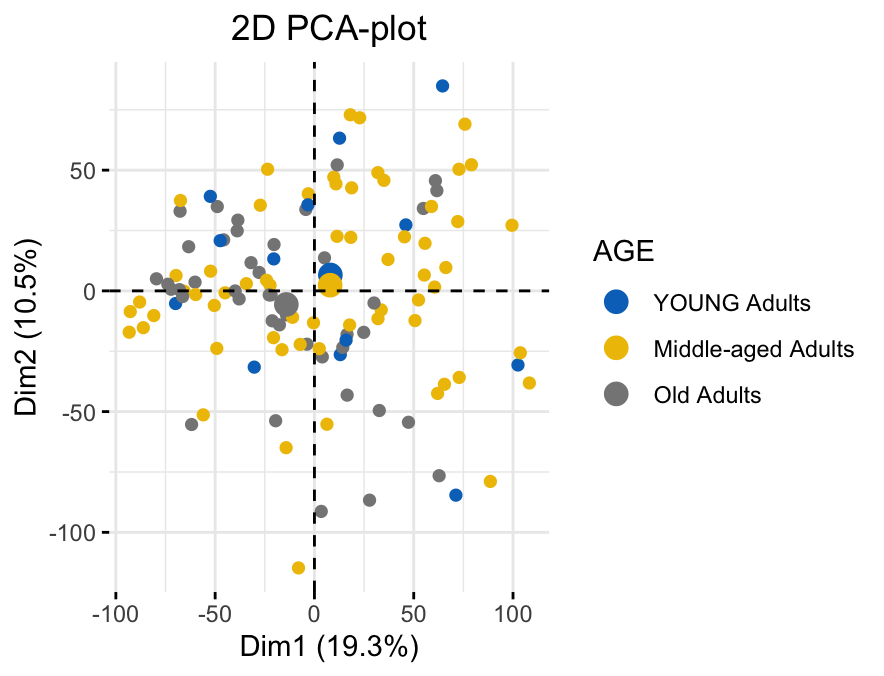 2D PCA-plot
50
0
-50
-100
Dim2 (10.5%)
-100 -50 0 50 100
Dim1 (19.3%)
AGE
YOUNG Adults
Middle-aged Adults
Old Adults